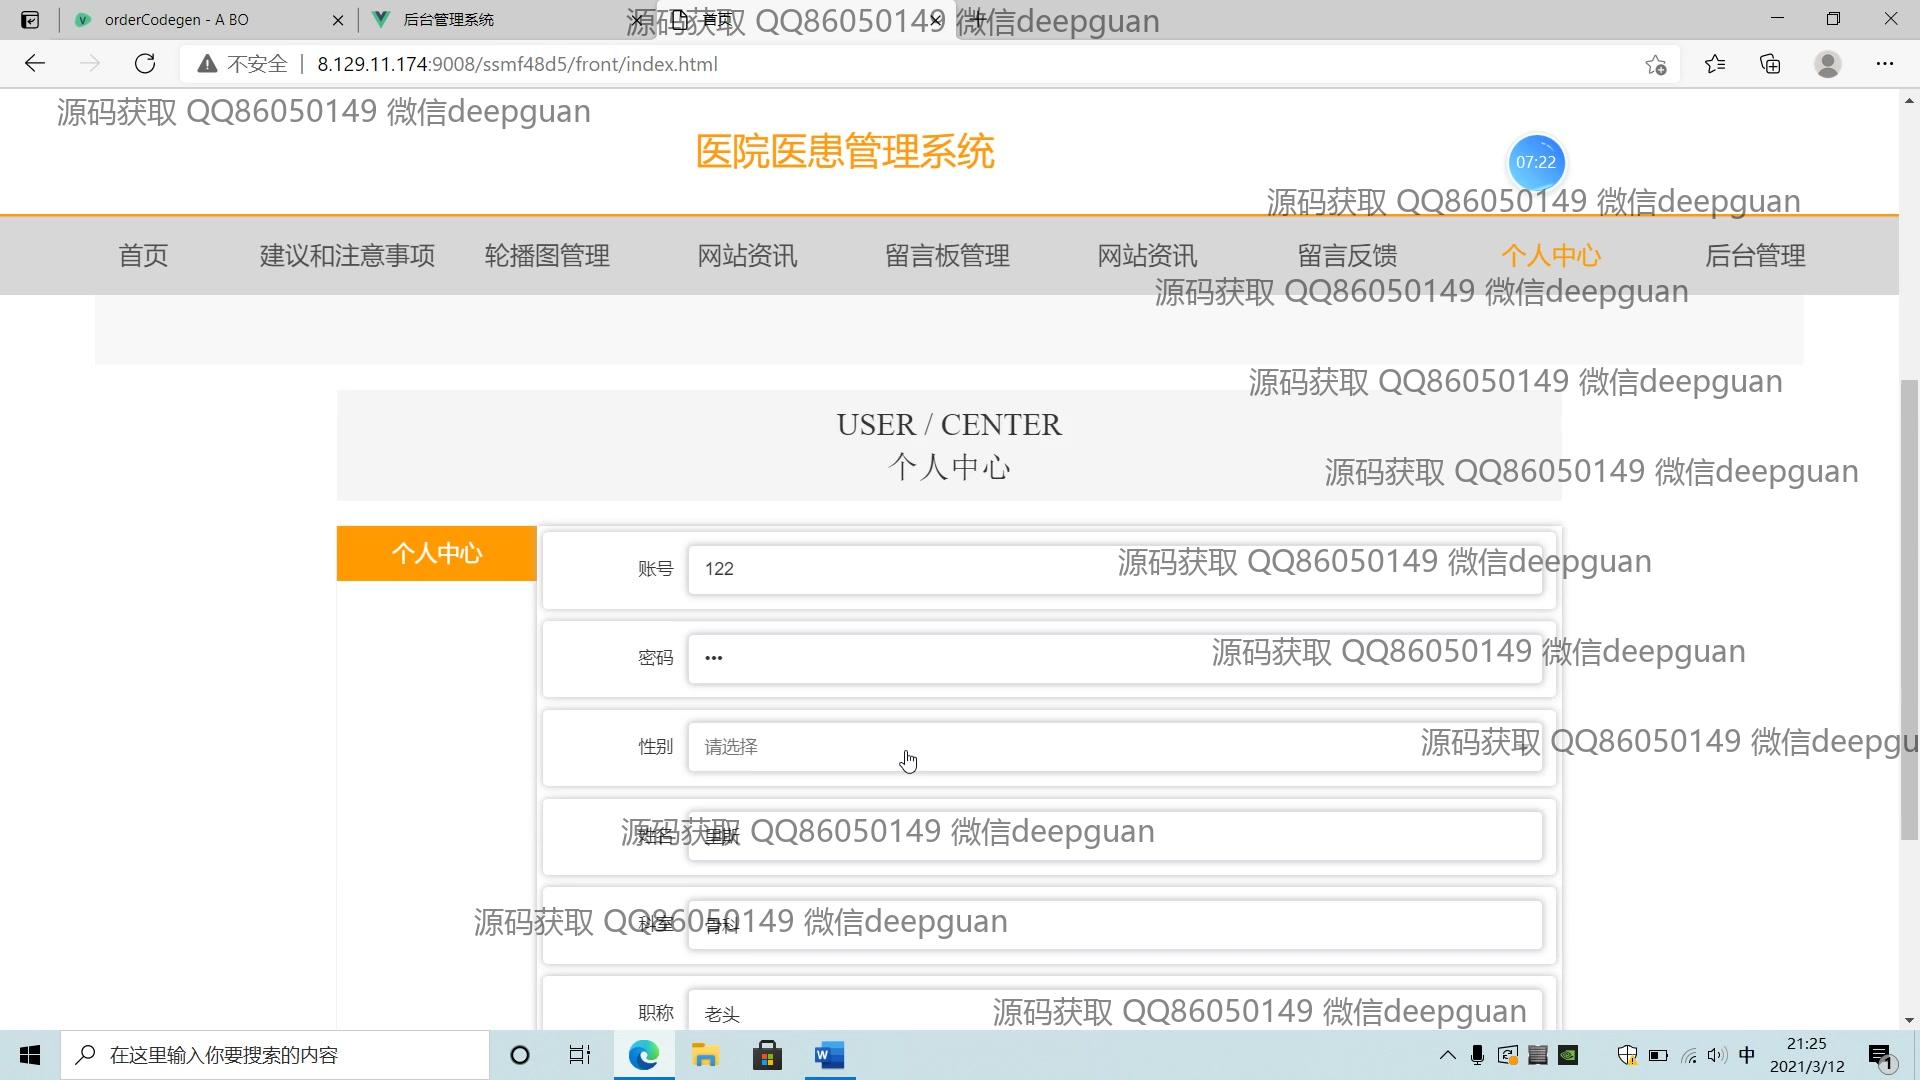 orderCodegen - A BO
后台管理系统
首页
源码获取 QQ86050149 微信deepguan
不安全
8.129.11.174:9008/ssmf48d5/front/index.html
源码获取 QQ86050149 微信deepguan
医院医患管理系统
07:22
源码获取 QQ86050149 微信deepguan
首页 建议和注意事项 轮播图管理 网站资讯 留言板管理 网站资讯 留言反馈 个人中心 后台管理
源码获取 QQ86050149 微信deepguan
源码获取 QQ86050149 微信deepguan
USER / CENTER
个人中心
源码获取 QQ86050149 微信deepguan
个人中心
账号 122
源码获取 QQ86050149 微信deepguan
密码 •••
源码获取 QQ86050149 微信deepguan
性别 请选择
源码获取 QQ86050149 微信deepgu
姓名
源码获取 QQ86050149 微信deepguan
科室 骨科
源码获取 QQ86050149 微信deepguan
职称 老头
源码获取 QQ86050149 微信deepguan
在这里输入你要搜索的内容
中
21:25
2021/3/12
1